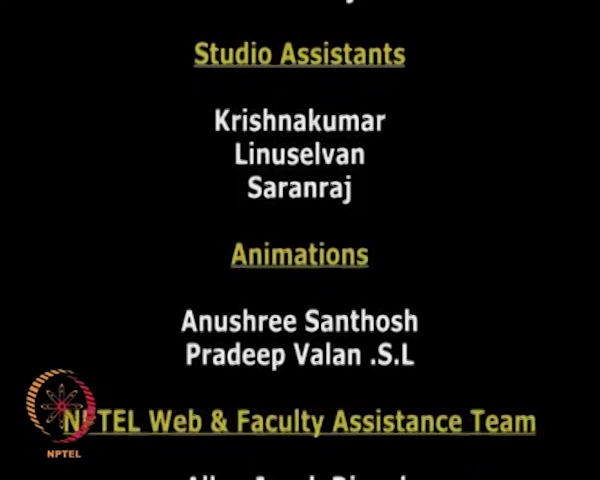 Studio Assistants
Krishnakumar
Linuselvan
Saranraj
Animations
Anushree Santhosh
Pradeep Valan .S.L
NPTEL Web & Faculty Assistance Team
NPTEL